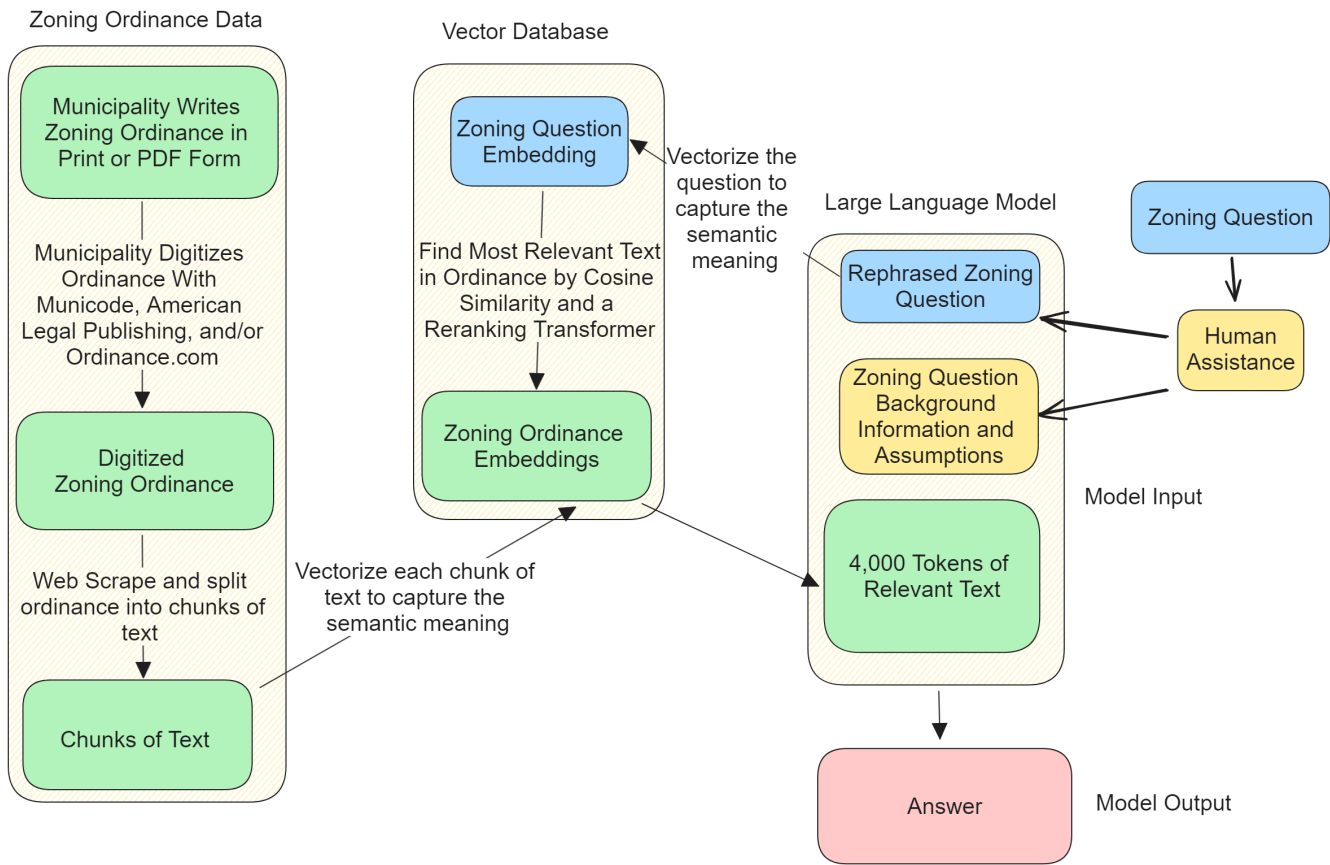 Zoning Ordinance Data
Municipality Writes
Zoning Ordinance in
Print or PDF Form
Municipality Digitizes
Ordinance With
Municode, American
Legal Publishing, and/or
Ordinance.com
Digitized
Zoning Ordinance
Web Scrape and split
ordinance into chunks of
text
Chunks of Text
Vectorize each chunk of
text to capture the
semantic meaning
Vector Database
Zoning Question
Embedding
Find Most Relevant Text
in Ordinance by Cosine
Similarity and a
Reranking Transformer
Zoning Ordinance
Embeddings
Vectorize the
question to
capture the
semantic
meaning
Large Language Model
Rephrased Zoning
Question
Zoning Question
Background
Information and
Assumptions
4,000 Tokens of
Relevant Text
Zoning Question
Human
Assistance
Model Input
Answer
Model Output